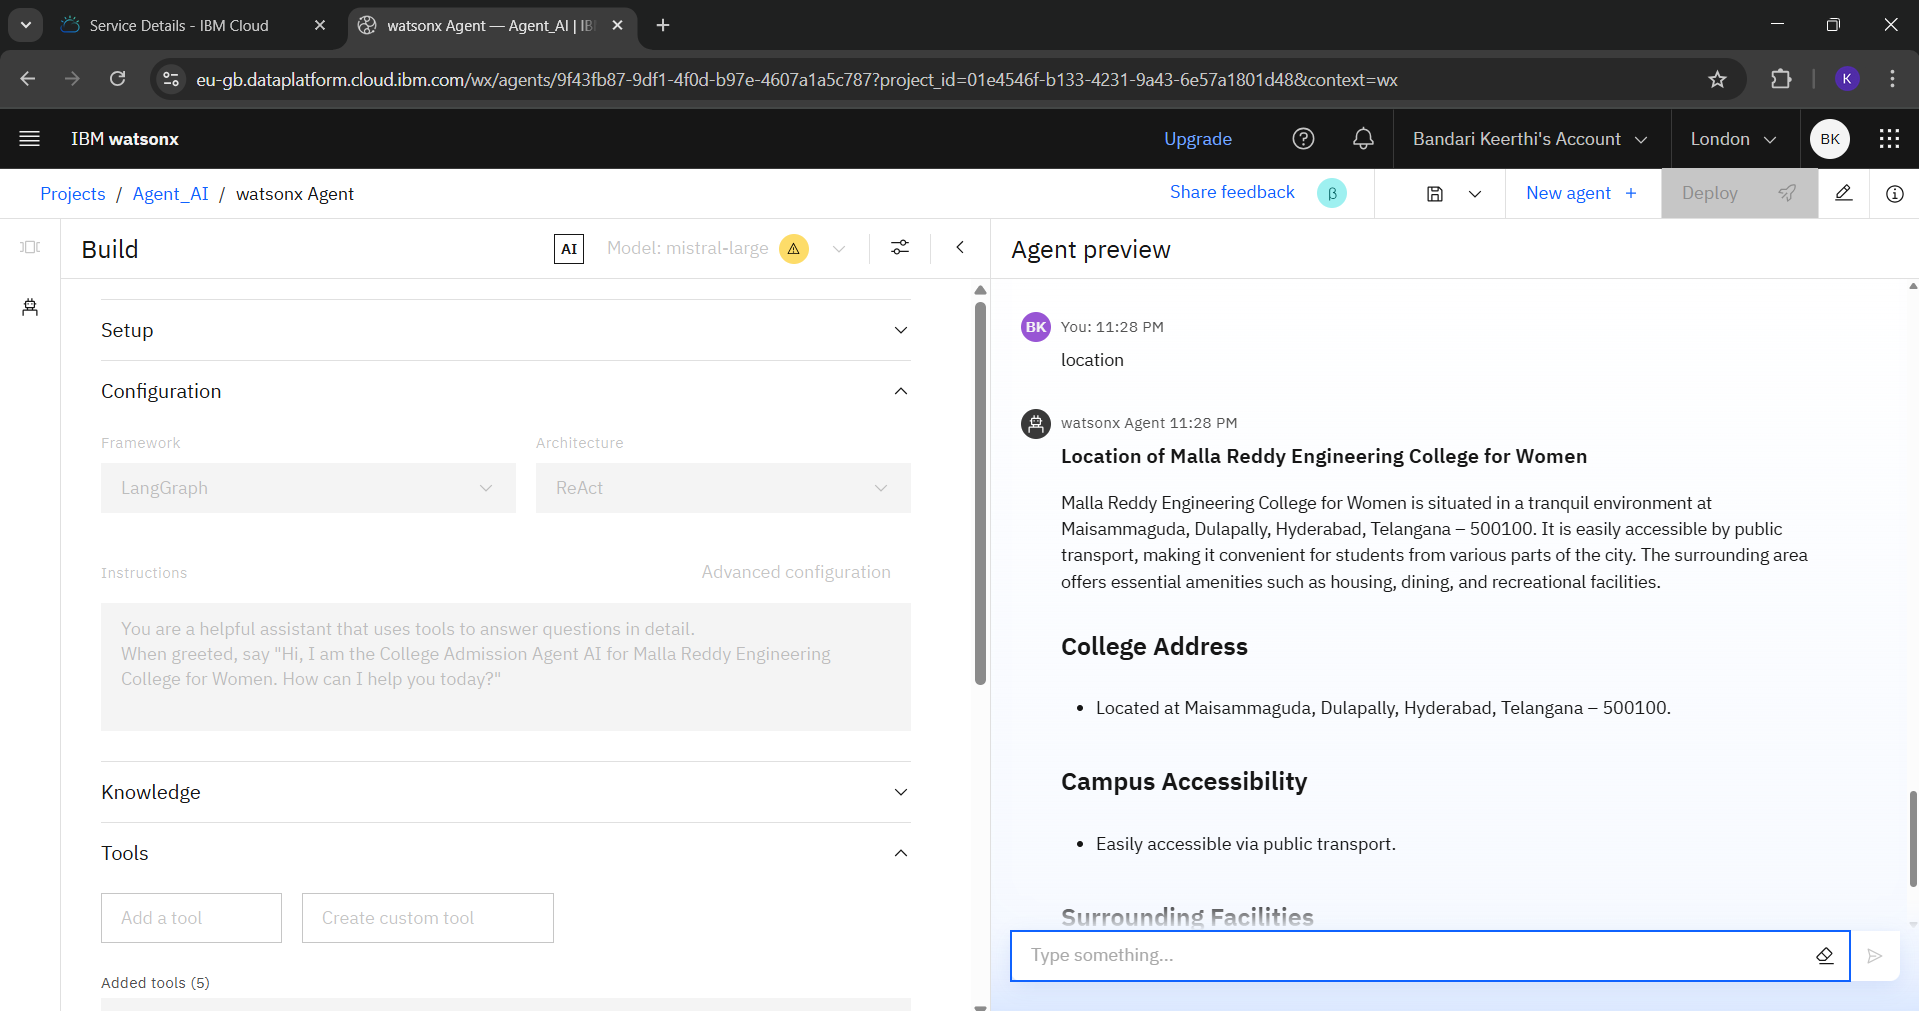 Service Details - IBM Cloud
watsonx Agent — Agent_AI | IB
eu-gb.dataplatform.cloud.ibm.com/wx/agents/9f43fb87-9df1-4f0d-b97e-4607a1a5c787?project_id=01e4546f-b133-4231-9a43-6e57a1801d48&context=wx
K
IBM watsonx
Upgrade
Bandari Keerthi's Account
London
BK
Projects / Agent_AI / watsonx Agent
Share feedback
β
New agent +
Deploy
Build
AI
Model: mistral-large
Agent preview
Setup
Configuration
Framework
Architecture
LangGraph
ReAct
Instructions
Advanced configuration
You are a helpful assistant that uses tools to answer questions in detail.
When greeted, say "Hi, I am the College Admission Agent AI for Malla Reddy Engineering
College for Women. How can I help you today?"
Knowledge
Tools
Add a tool
Create custom tool
Added tools (5)
BK
You: 11:28 PM
location
watsonx Agent 11:28 PM
Location of Malla Reddy Engineering College for Women
Malla Reddy Engineering College for Women is situated in a tranquil environment at
Maisammaguda, Dulapally, Hyderabad, Telangana – 500100. It is easily accessible by public
transport, making it convenient for students from various parts of the city. The surrounding area
offers essential amenities such as housing, dining, and recreational facilities.
College Address
• Located at Maisammaguda, Dulapally, Hyderabad, Telangana – 500100.
Campus Accessibility
• Easily accessible via public transport.
Surrounding Facilities
Type something...